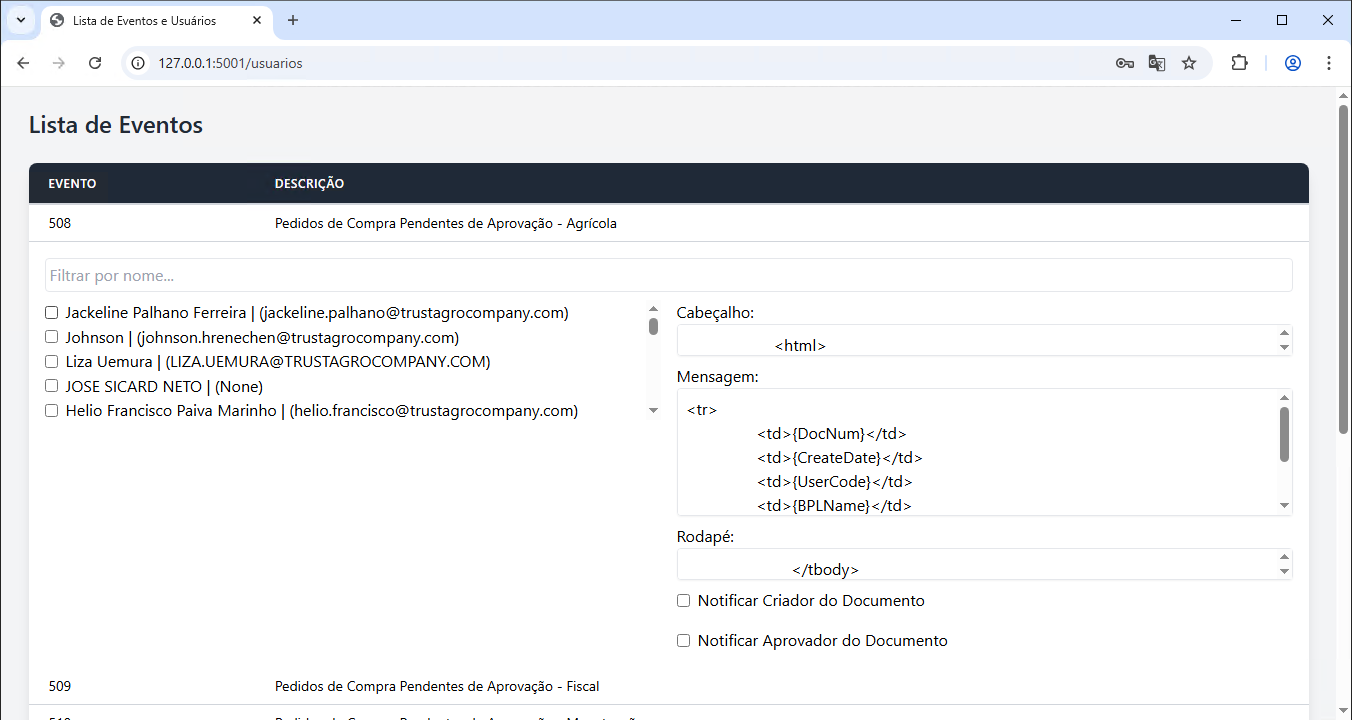 Lista de Eventos e Usuários
127.0.0.1:5001/usuarios
Lista de Eventos
EVENTO DESCRIÇÃO
508 Pedidos de Compra Pendentes de Aprovação - Agrícola
Filtrar por nome...
Jackeline Palhano Ferreira | (jackeline.palhano@trustagrocompany.com)
Johnson | (johnson.hrenechen@trustagrocompany.com)
Liza Uemura | (LIZA.UEMURA@TRUSTAGROCOMPANY.COM)
JOSE SICARD NETO | (None)
Helio Francisco Paiva Marinho | (helio.francisco@trustagrocompany.com)
Cabeçalho:
<html>
Mensagem:
<tr>
<td>{DocNum}</td>
<td>{CreateDate}</td>
<td>{UserCode}</td>
<td>{BPLName}</td>
Rodapé:
</tbody>
Notificar Criador do Documento
Notificar Aprovador do Documento
509 Pedidos de Compra Pendentes de Aprovação - Fiscal